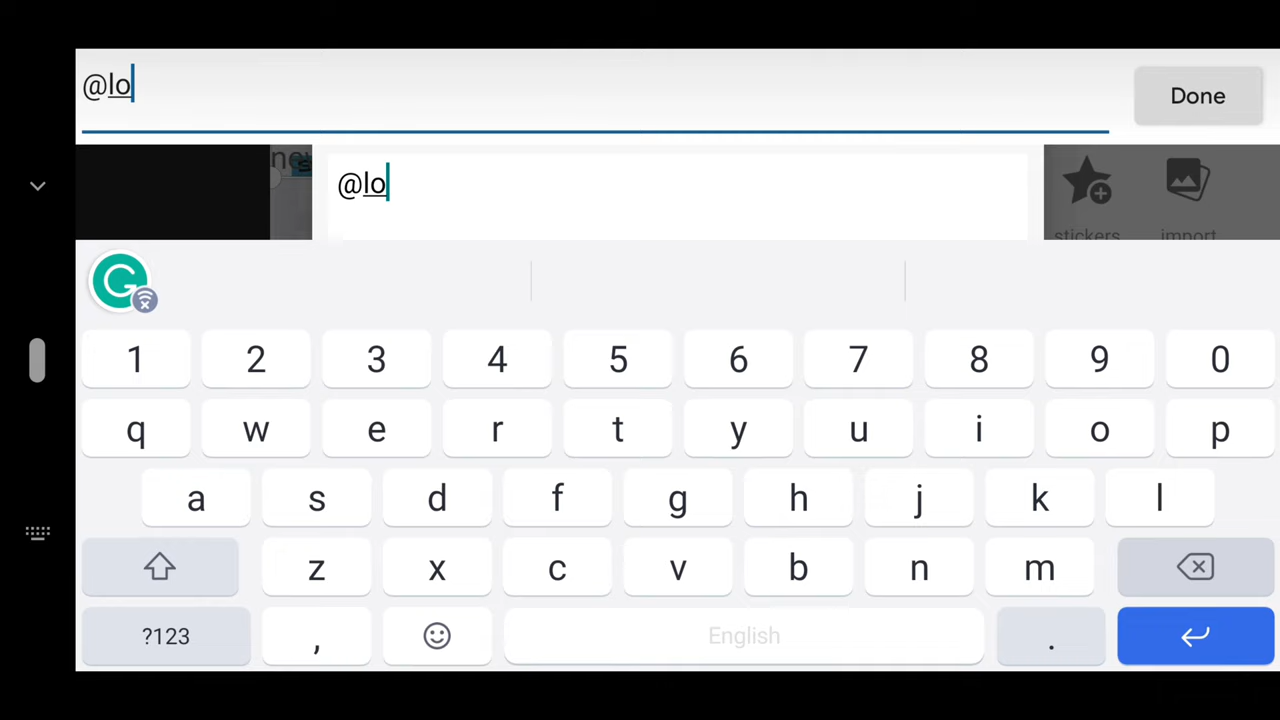 @lo
Done
@lo
stickers
import
1 2 3 4 5 6 7 8 9 0
q w e r t y u i o p
a s d f g h j k l
z x c v b n m
?123 , English .